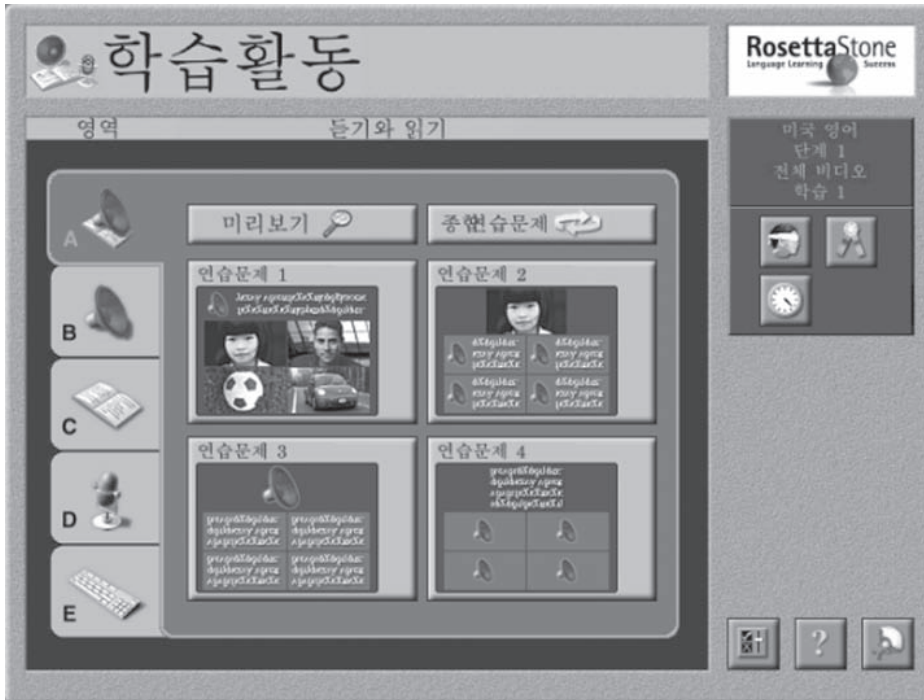 학습활동
RosettaStone
Language Learning Success
영역 듣기와 읽기
미국 영어
단계 1
전체 비디오
학습 1
A
미리보기
종합연습문제
연습문제 1
연습문제 2
B
C
연습문제 3
연습문제 4
D
E
?